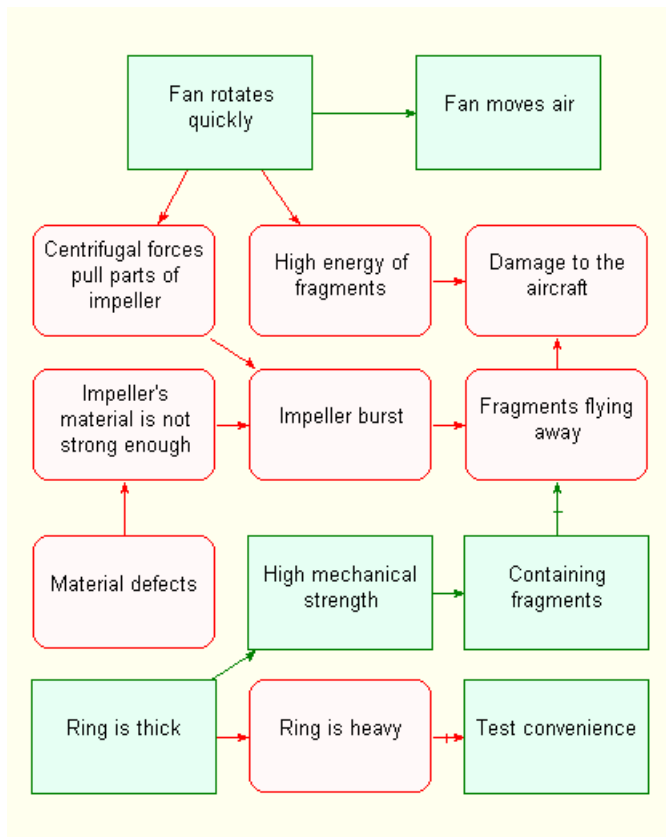 Fan rotates
quickly
Fan moves air
Centrifugal forces
pull parts of
impeller
High energy of
fragments
Damage to the
aircraft
Impeller's
material is not
strong enough
Impeller burst
Fragments flying
away
Material defects
High mechanical
strength
Containing
fragments
Ring is thick
Ring is heavy
Test convenience